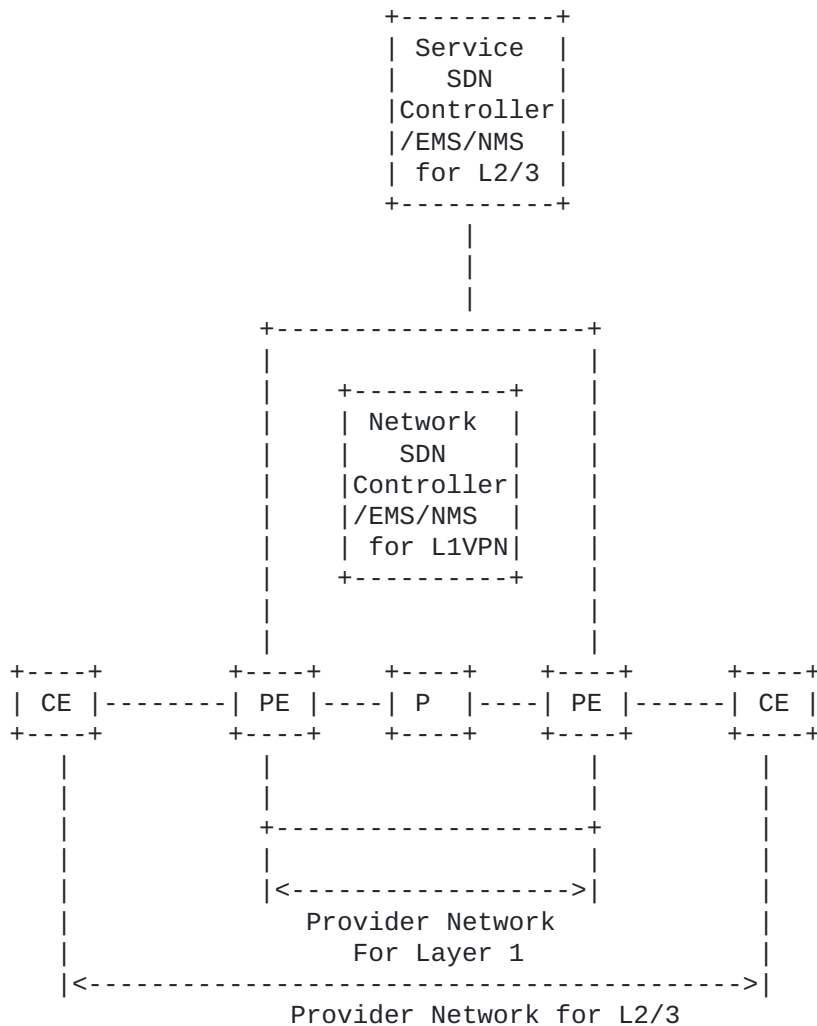 Service
SDN
Controller
/EMS/NMS
for L2/3
Network
SDN
Controller
/EMS/NMS
for L1VPN
CE PE P PE CE
Provider Network
For Layer 1
Provider Network for L2/3